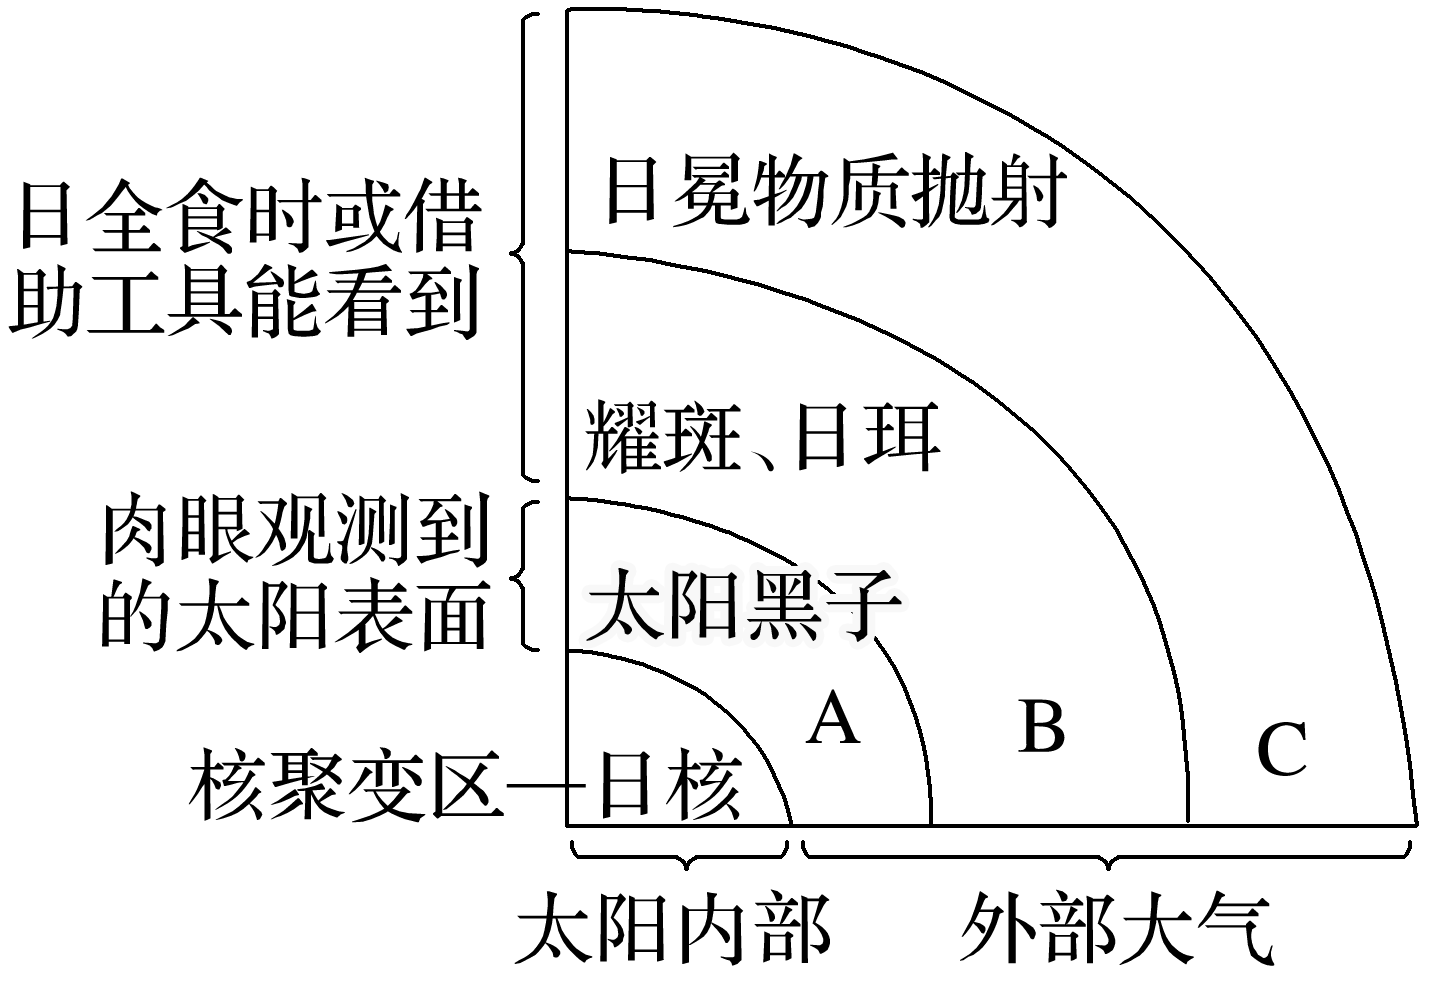 日冕物质抛射
日全食时或借
助工具能看到
耀斑、日珥
肉眼观测到
的太阳表面
太阳黑子
A
B
C
核聚变区
日核
太阳内部
外部大气